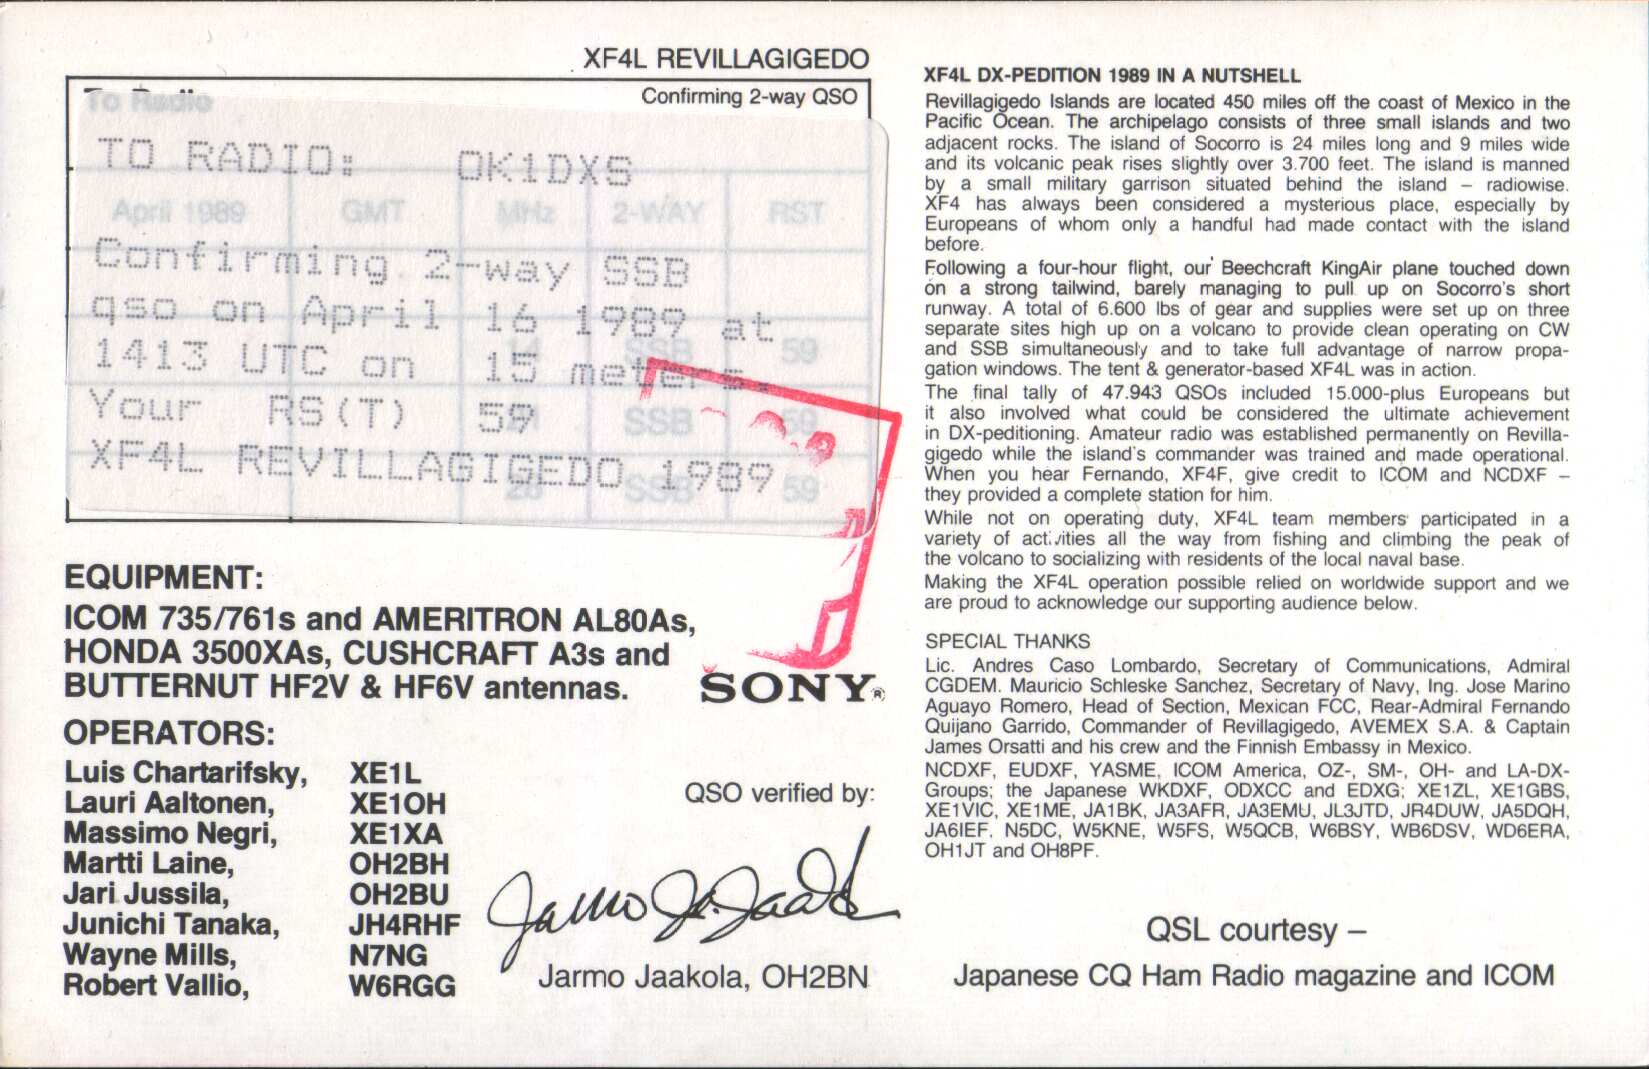 XF4L REVILLAGIGEDO
Confirming 2-way QSO
To Radio
TO RADIO: OK1DXS
April 1989 GMT MHz 2-WAY RST
Confirming 2-way SSB
qso on April 16 1989 at
14 SSB 59
1413 UTC on 15 meters.
Your RS(T) 59
21 SSB 59
XF4L REVILLAGIGEDO 1989
28 SSB 59
EQUIPMENT:
ICOM 735/761s and AMERITRON AL80As,
HONDA 3500XAs, CUSHCRAFT A3s and
BUTTERNUT HF2V & HF6V antennas.
SONY®
OPERATORS:
Luis Chartarifsky, XE1L
Lauri Aaltonen, XE1OH
Massimo Negri, XE1XA
Martti Laine, OH2BH
Jari Jussila, OH2BU
Junichi Tanaka, JH4RHF
Wayne Mills, N7NG
Robert Vallio, W6RGG
QSO verified by:
Jarmo Jaakola, OH2BN
XF4L DX-PEDITION 1989 IN A NUTSHELL
Revillagigedo Islands are located 450 miles off the coast of Mexico in the
Pacific Ocean. The archipelago consists of three small islands and two
adjacent rocks. The island of Socorro is 24 miles long and 9 miles wide
and its volcanic peak rises slightly over 3.700 feet. The island is manned
by a small military garrison situated behind the island – radiowise.
XF4 has always been considered a mysterious place, especially by
Europeans of whom only a handful had made contact with the island
before.
Following a four-hour flight, our Beechcraft KingAir plane touched down
on a strong tailwind, barely managing to pull up on Socorro's short
runway. A total of 6.600 lbs of gear and supplies were set up on three
separate sites high up on a volcano to provide clean operating on CW
and SSB simultaneously and to take full advantage of narrow propa-
gation windows. The tent & generator-based XF4L was in action.
The final tally of 47.943 QSOs included 15.000-plus Europeans but
it also involved what could be considered the ultimate achievement
in DX-peditioning. Amateur radio was established permanently on Revilla-
gigedo while the island's commander was trained and made operational.
When you hear Fernando, XF4F, give credit to ICOM and NCDXF –
they provided a complete station for him.
While not on operating duty, XF4L team members participated in a
variety of activities all the way from fishing and climbing the peak of
the volcano to socializing with residents of the local naval base.
Making the XF4L operation possible relied on worldwide support and we
are proud to acknowledge our supporting audience below.
SPECIAL THANKS
Lic. Andres Caso Lombardo, Secretary of Communications, Admiral
CGDEM. Mauricio Schleske Sanchez, Secretary of Navy, Ing. Jose Marino
Aguayo Romero, Head of Section, Mexican FCC, Rear-Admiral Fernando
Quijano Garrido, Commander of Revillagigedo, AVEMEX S.A. & Captain
James Orsatti and his crew and the Finnish Embassy in Mexico.
NCDXF, EUDXF, YASME, ICOM America, OZ-, SM-, OH- and LA-DX-
Groups; the Japanese WKDXF, ODXCC and EDXG; XE1ZL, XE1GBS,
XE1VIC, XE1ME, JA1BK, JA3AFR, JA3EMU, JL3JTD, JR4DUW, JA5DQH,
JA6IEF, N5DC, W5KNE, W5FS, W5QCB, W6BSY, WB6DSV, WD6ERA,
OH1JT and OH8PF.
QSL courtesy –
Japanese CQ Ham Radio magazine and ICOM